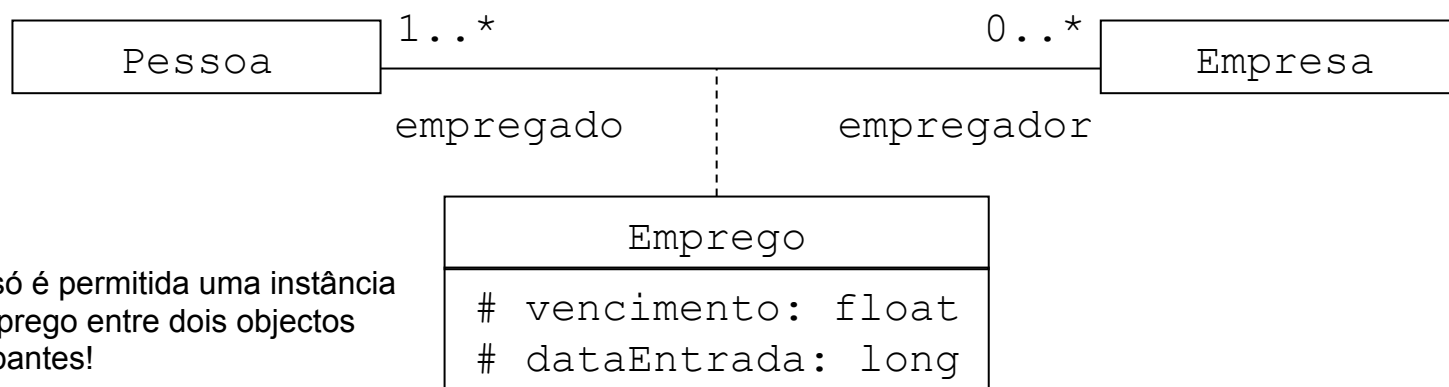 1..*
0..*
Pessoa
Empresa
empregado
empregador
Emprego
só é permitida uma instância
prego entre dois objectos
pantes!
# vencimento: float
# dataEntrada: long